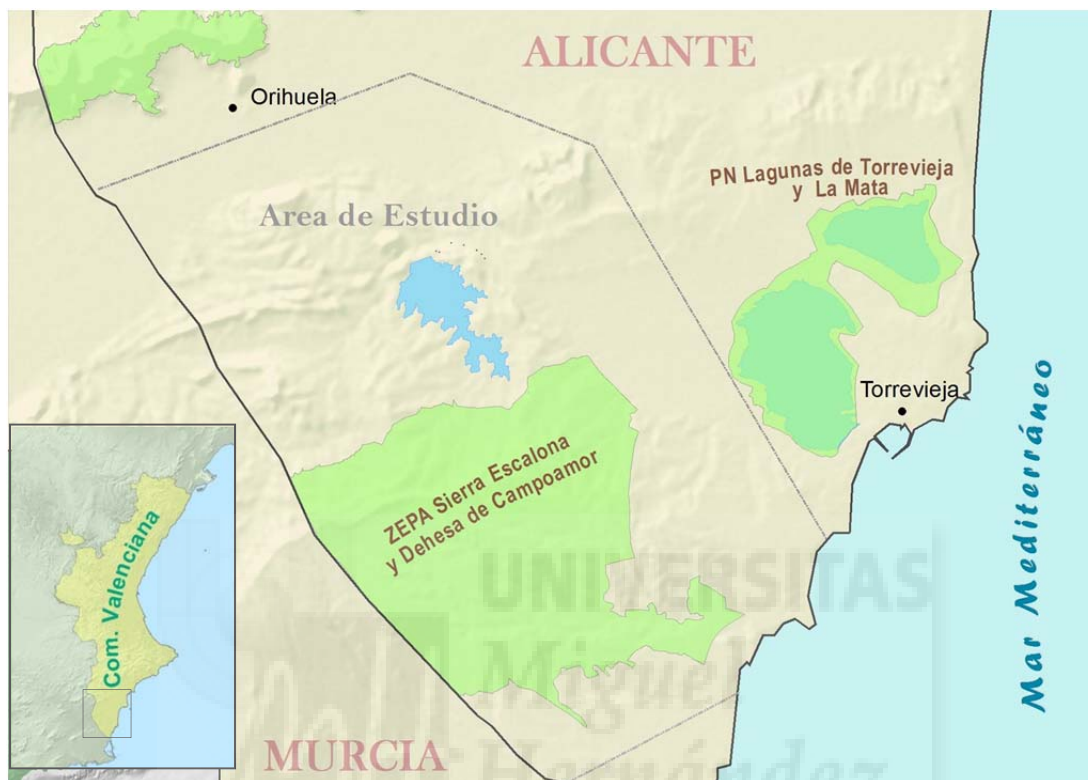 ALICANTE
Orihuela
PN Lagunas de Torrevieja
y La Mata
Area de Estudio
Torrevieja
ZEPA Sierra Escalona
y Dehesa de Campoamor
Mar Mediterráneo
Com. Valenciana
UNIVERSITAS
Miguel
Hernández
MURCIA